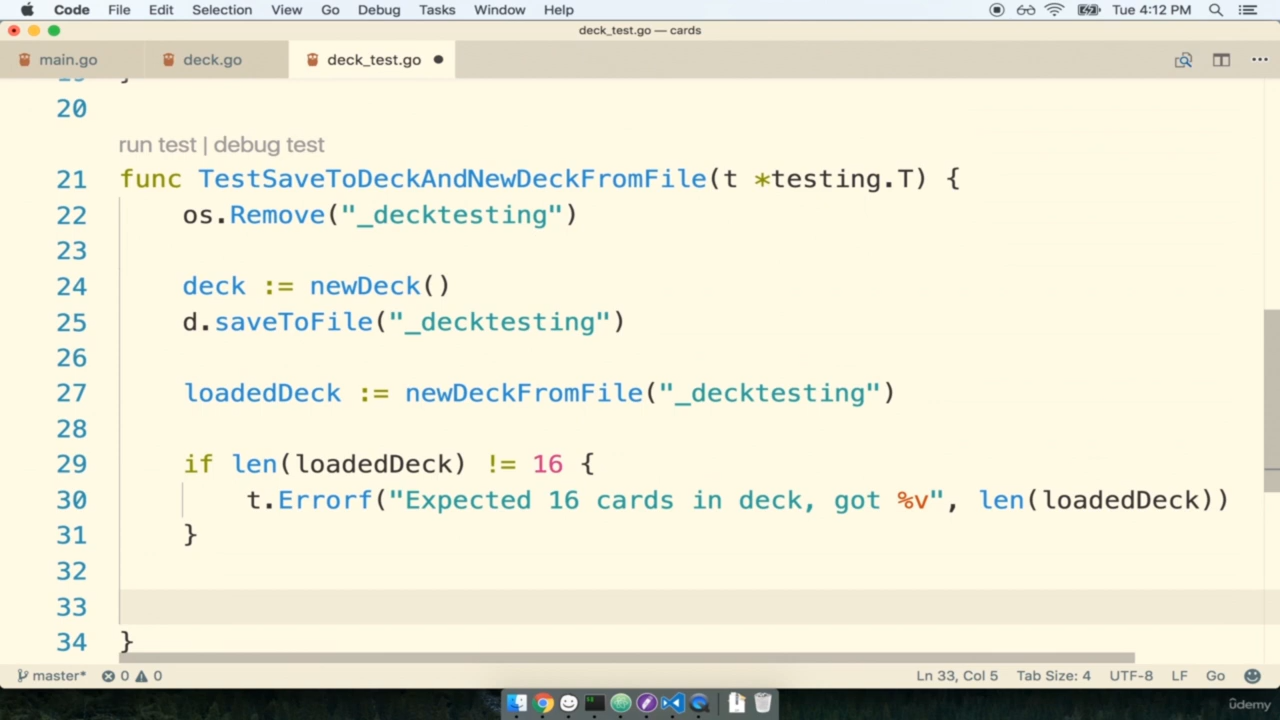 Code File Edit Selection View Go Debug Tasks Window Help Tue 4:12 PM
deck_test.go — cards
main.go deck.go deck_test.go
20
run test | debug test
21 func TestSaveToDeckAndNewDeckFromFile(t *testing.T) {
22 os.Remove("_decktesting")
23
24 deck := newDeck()
25 d.saveToFile("_decktesting")
26
27 loadedDeck := newDeckFromFile("_decktesting")
28
29 if len(loadedDeck) != 16 {
30 t.Errorf("Expected 16 cards in deck, got %v", len(loadedDeck))
31 }
32
33
34 }
master* 0 0 Ln 33, Col 5 Tab Size: 4 UTF-8 LF Go
ûdemy